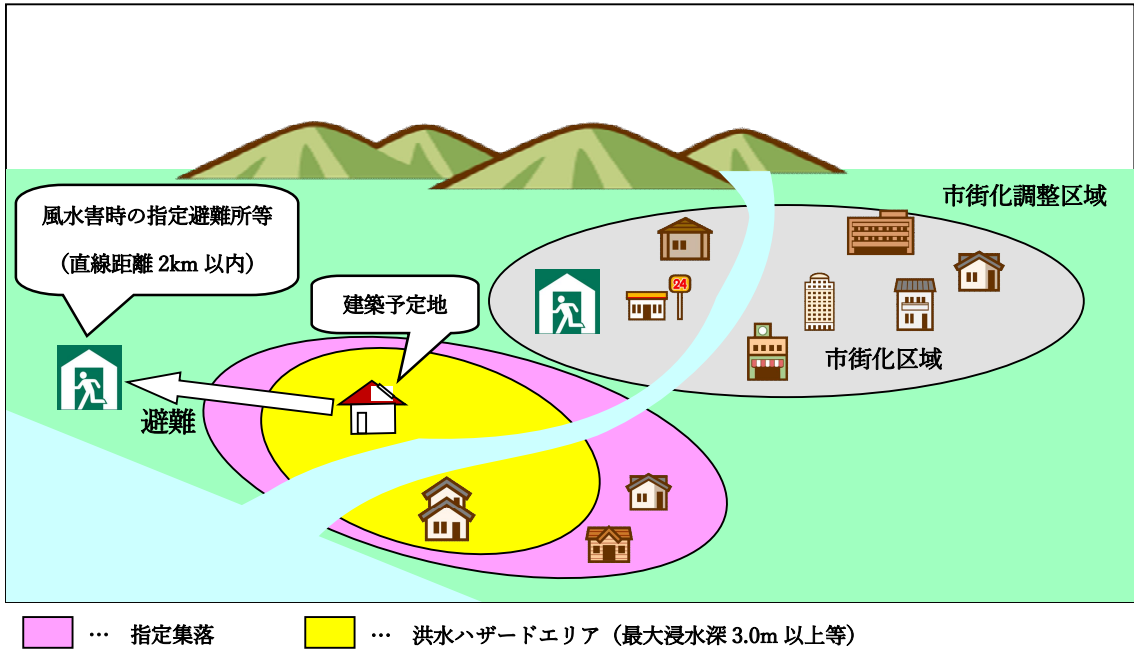 市街化調整区域
風水害時の指定避難所等
（直線距離 2km 以内）
24
建築予定地
市街化区域
避難
… 指定集落
… 洪水ハザードエリア（最大浸水深 3.0m 以上等）